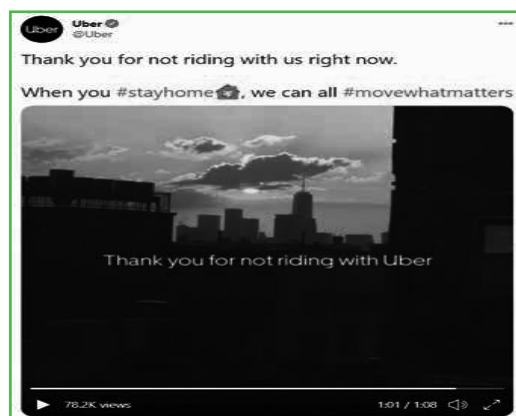 Uber
Uber
@Uber
Thank you for not riding with us right now.
When you #stayhome, we can all #movewhatmatters
Thank you for not riding with Uber
78.2K views
1:01 / 1:08